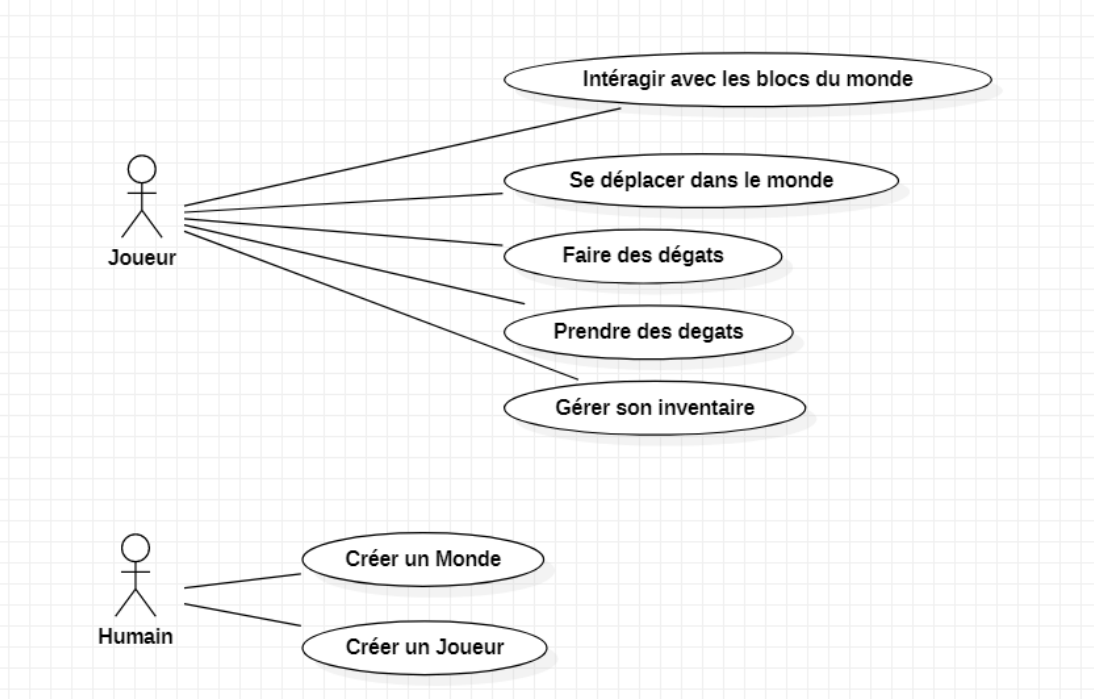 Intéragir avec les blocs du monde
Se déplacer dans le monde
Joueur
Faire des dégats
Prendre des degats
Gérer son inventaire
Créer un Monde
Humain
Créer un Joueur